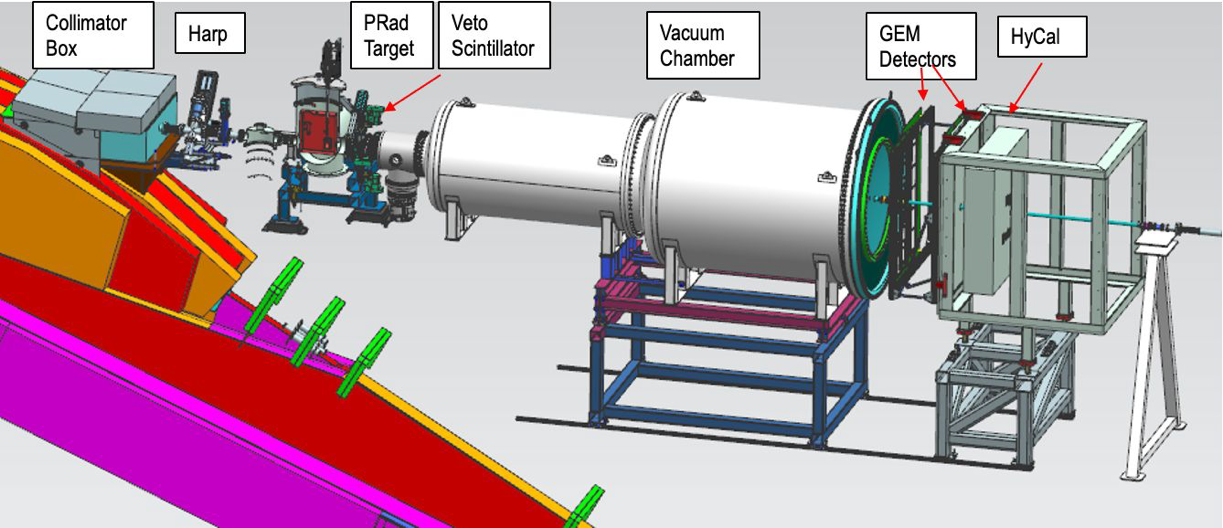 Collimator
Box
Harp
PRad
Target
Veto
Scintillator
Vacuum
Chamber
GEM
Detectors
HyCal